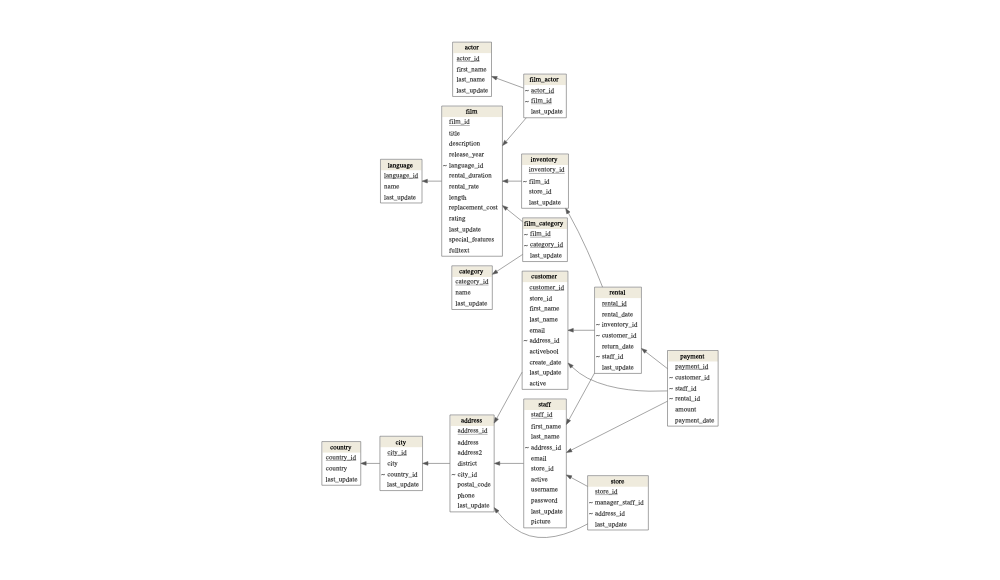 actor
actor_id
first_name
last_name
last_update
film_actor
actor_id
film_id
last_update
film
film_id
title
description
release_year
language_id
rental_duration
rental_rate
length
replacement_cost
rating
last_update
special_features
fulltext
language
language_id
name
last_update
inventory
inventory_id
film_id
store_id
last_update
film_category
film_id
category_id
last_update
category
category_id
name
last_update
customer
customer_id
store_id
first_name
last_name
email
address_id
activebool
create_date
last_update
active
rental
rental_id
rental_date
inventory_id
customer_id
return_date
staff_id
last_update
payment
payment_id
customer_id
staff_id
rental_id
amount
payment_date
staff
staff_id
first_name
last_name
address_id
email
store_id
active
username
password
last_update
picture
address
address_id
address
address2
district
city_id
postal_code
phone
last_update
city
city_id
city
country_id
last_update
country
country_id
country
last_update
store
store_id
manager_staff_id
address_id
last_update